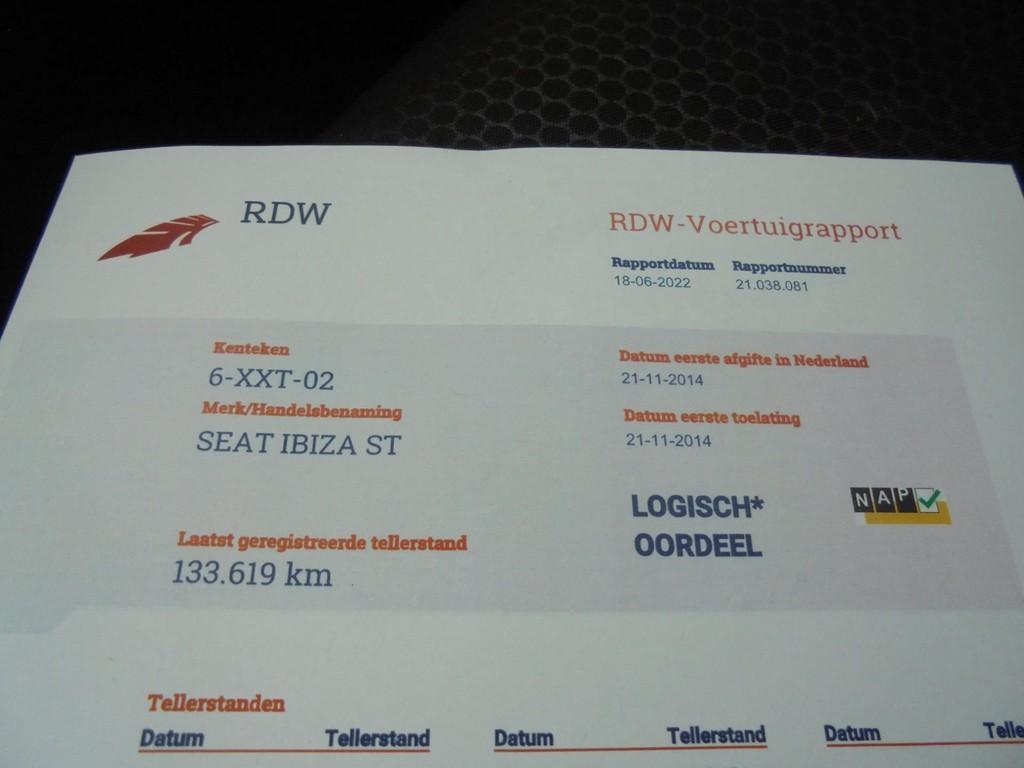 RDW
RDW-Voertuigrapport
Rapportdatum Rapportnummer
18-06-2022 21.038.081
Kenteken
6-XXT-02
Merk/Handelsbenaming
SEAT IBIZA ST
Laatst geregistreerde tellerstand
133.619 km
Datum eerste afgifte in Nederland
21-11-2014
Datum eerste toelating
21-11-2014
LOGISCH*
OORDEEL
NAP
Tellerstanden
Datum Tellerstand Datum Tellerstand Datum Telle